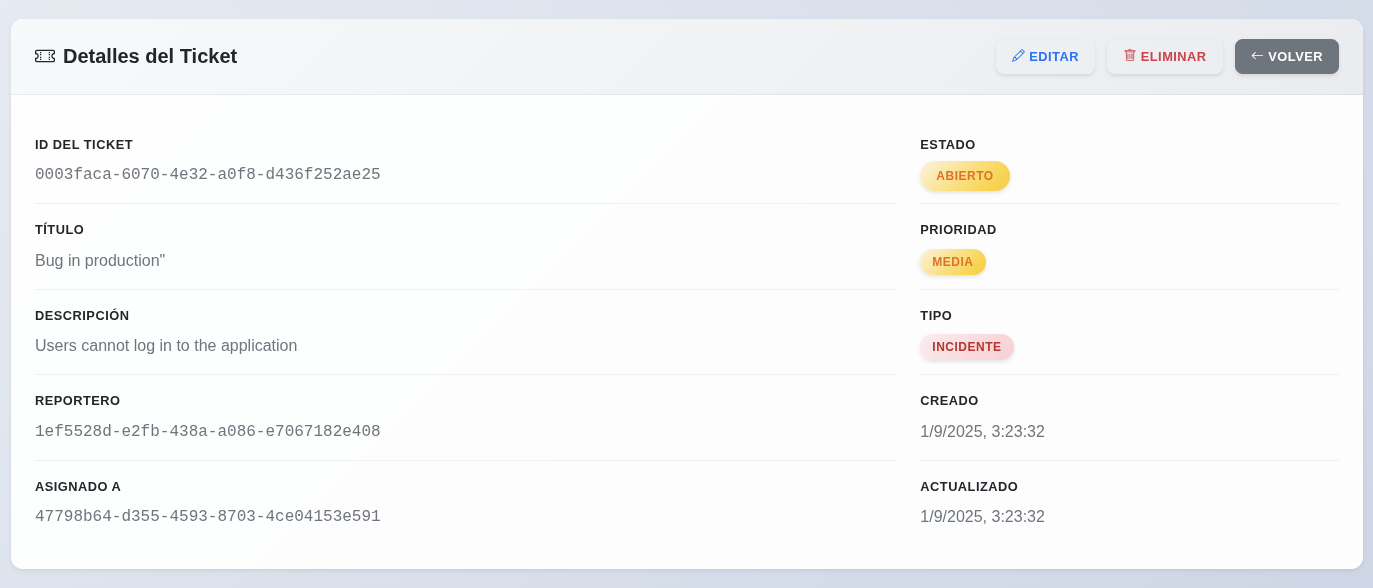 Detalles del Ticket
EDITAR
ELIMINAR
← VOLVER
ID DEL TICKET
0003faca-6070-4e32-a0f8-d436f252ae25
TÍTULO
Bug in production"
DESCRIPCIÓN
Users cannot log in to the application
REPORTERO
1ef5528d-e2fb-438a-a086-e7067182e408
ASIGNADO A
47798b64-d355-4593-8703-4ce04153e591
ESTADO
ABIERTO
PRIORIDAD
MEDIA
TIPO
INCIDENTE
CREADO
1/9/2025, 3:23:32
ACTUALIZADO
1/9/2025, 3:23:32